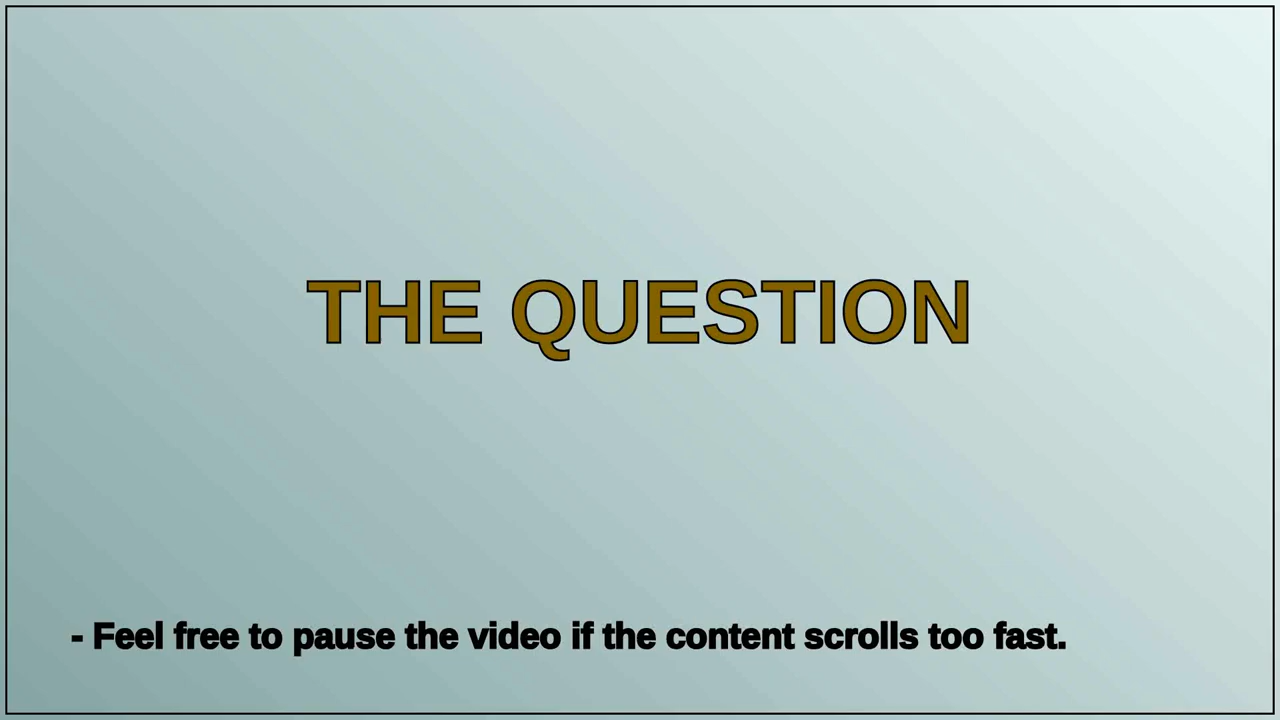 THE QUESTION
- Feel free to pause the video if the content scrolls too fast.